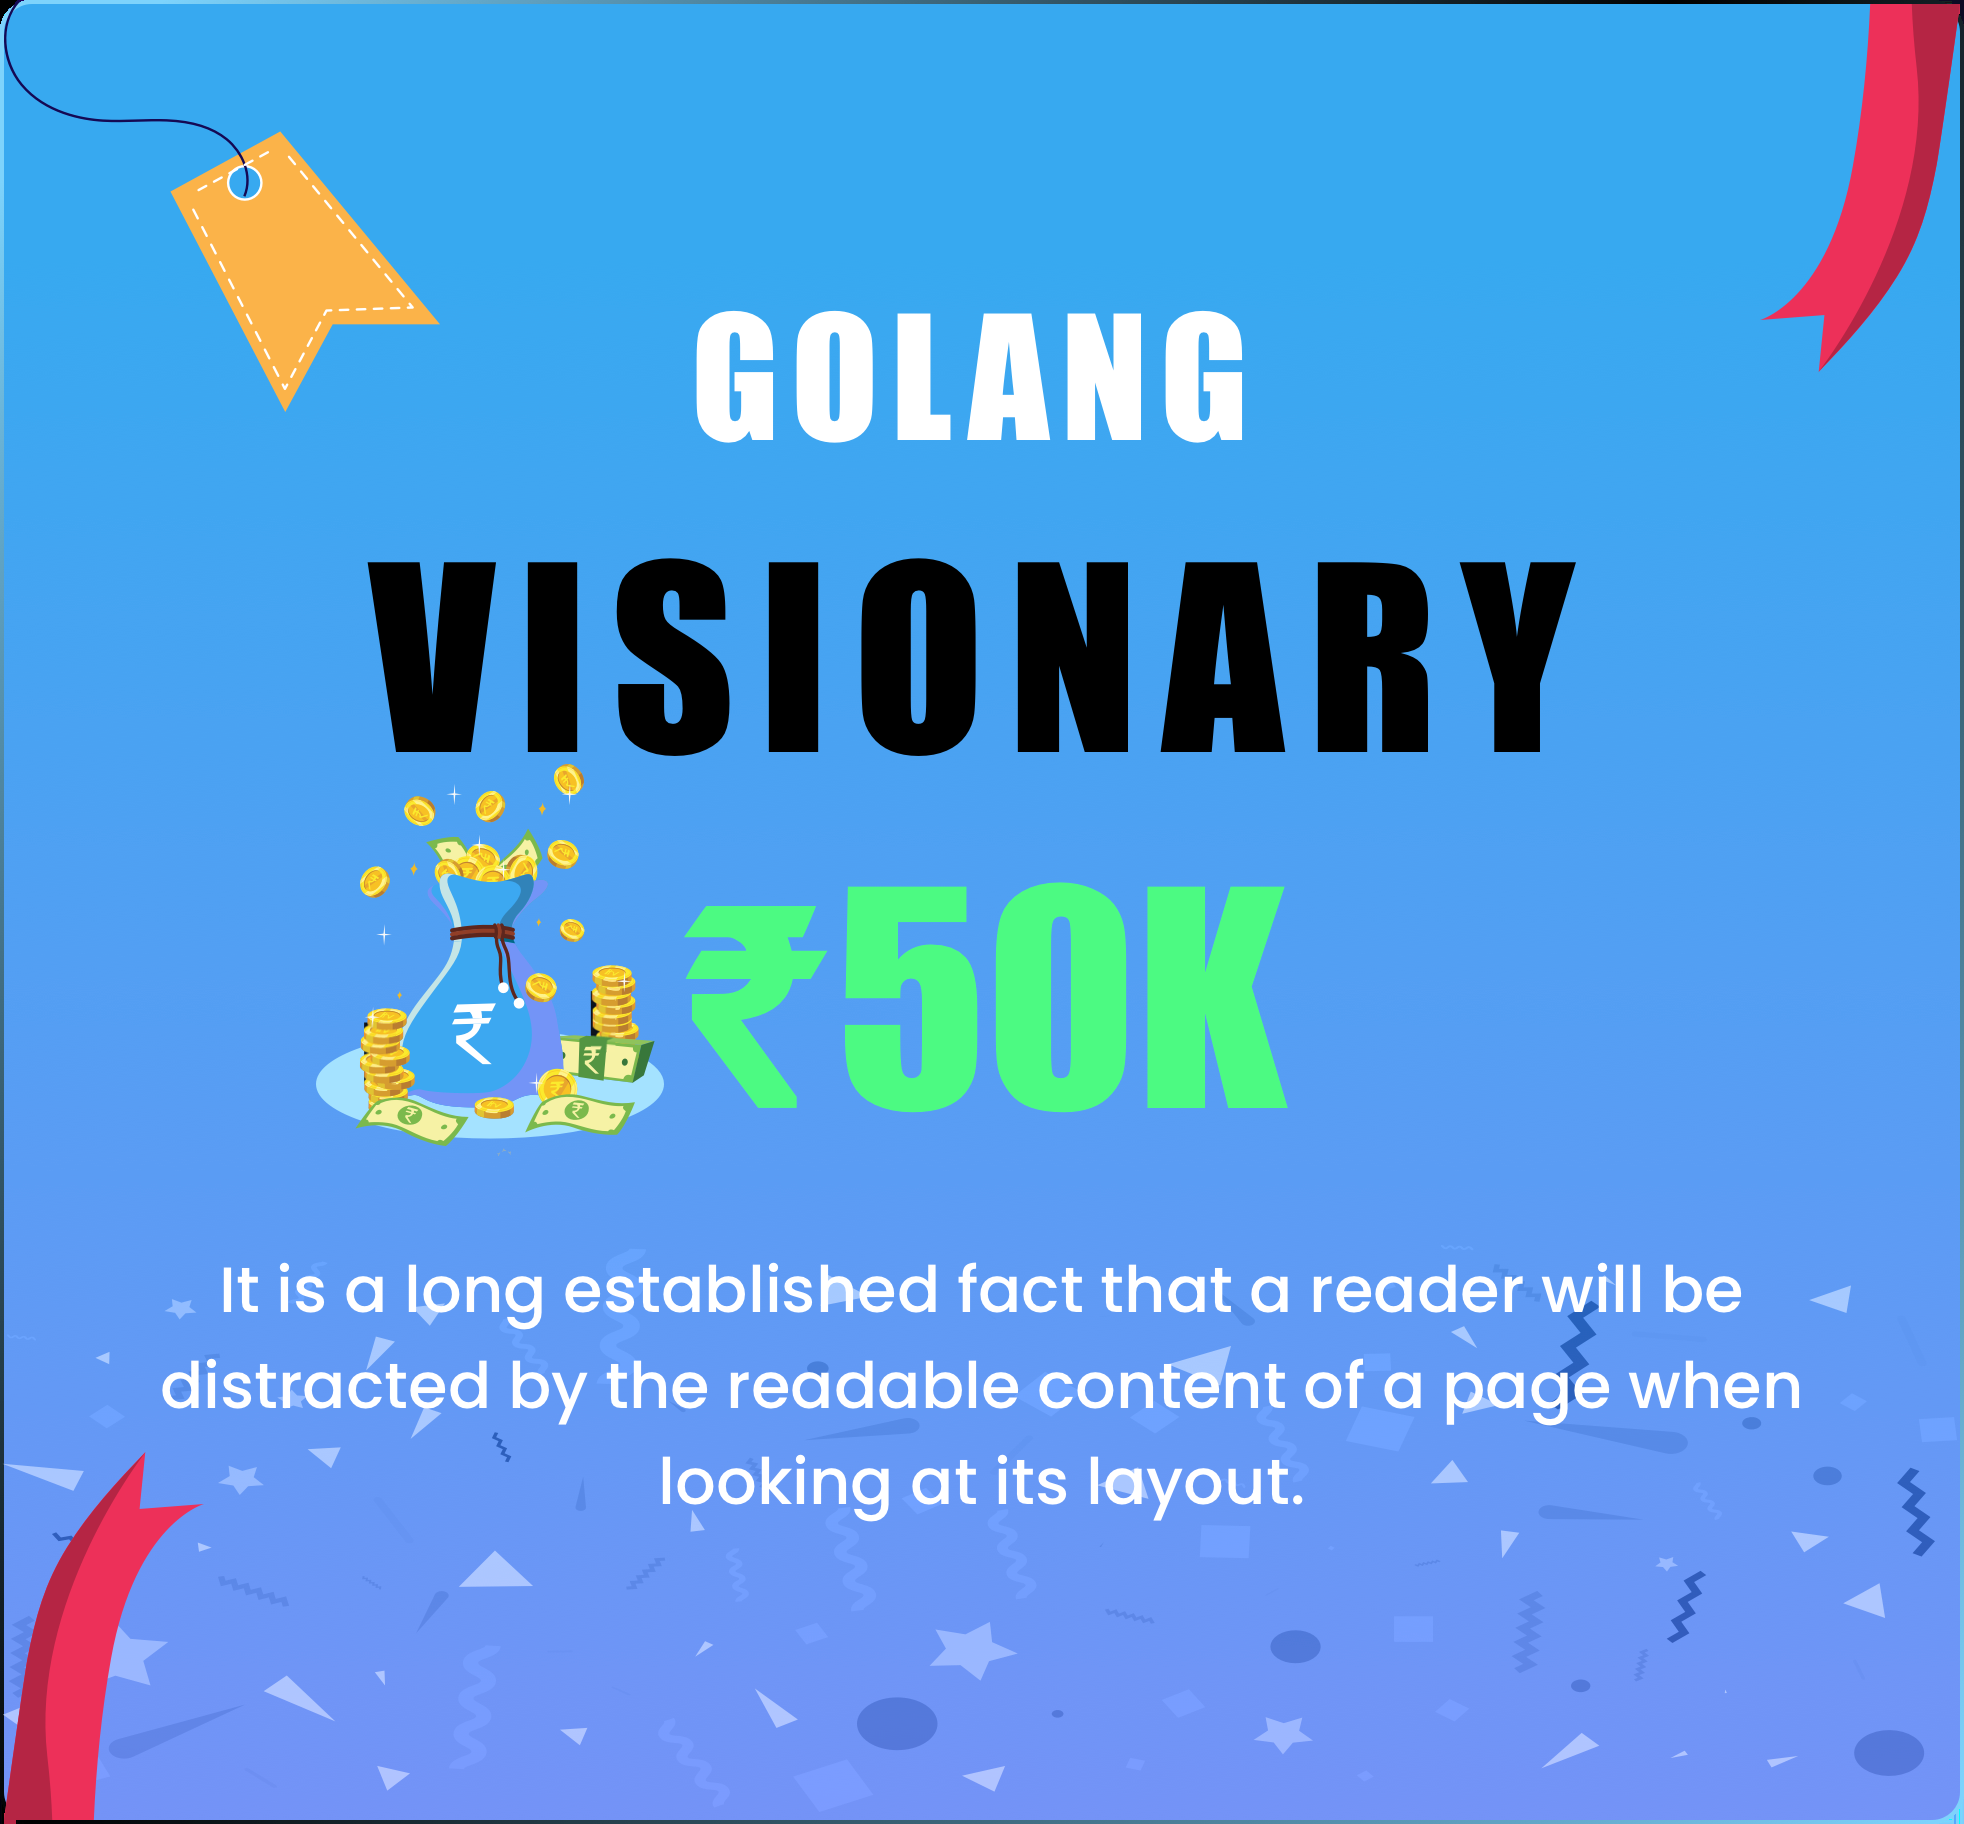 GOLANG
VISIONARY
₹50K
₹
₹
₹
₹
₹
It is a long established fact that a reader will be
distracted by the readable content of a page when
looking at its layout.